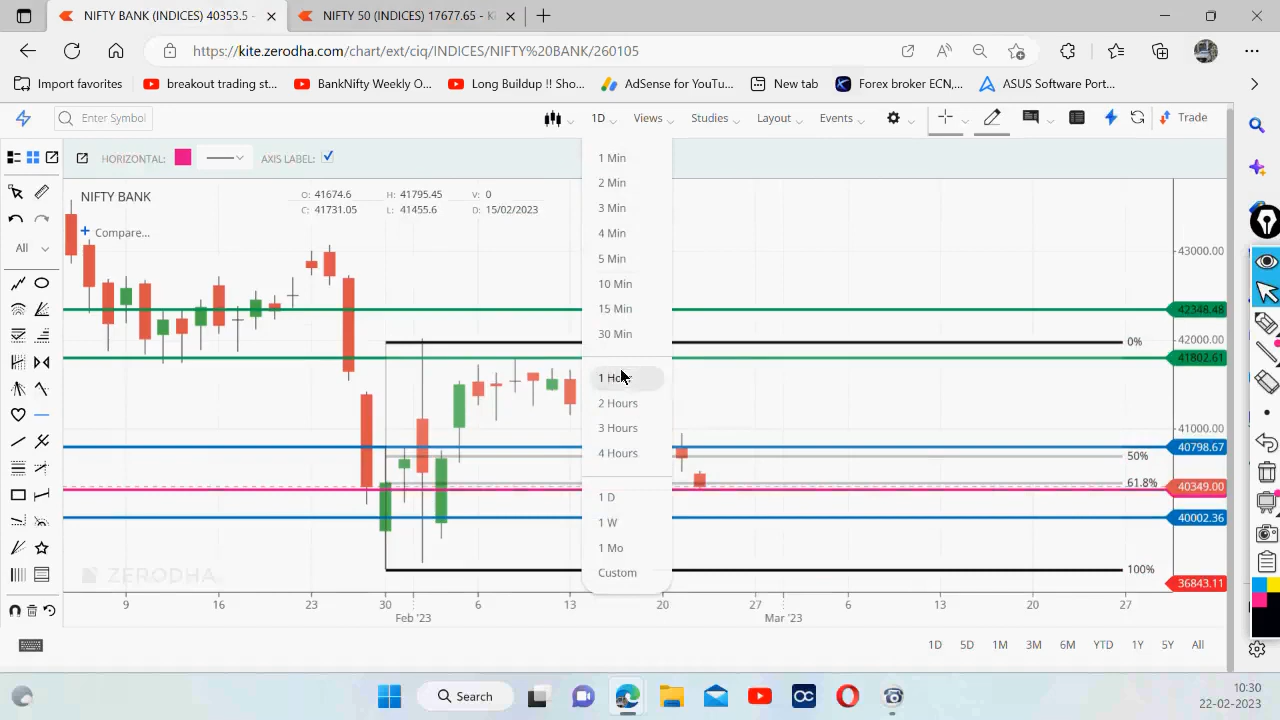 NIFTY BANK (INDICES) 40353.5 -
NIFTY 50 (INDICES) 17677.65 - Ki
https://kite.zerodha.com/chart/ext/ciq/INDICES/NIFTY%20BANK/260105
Import favorites
breakout trading st...
BankNifty Weekly O...
Long Buildup !! Sho...
AdSense for YouTu...
New tab
Forex broker ECN,...
ASUS Software Port...
Enter Symbol
1D
Views
Studies
Layout
Events
Trade
HORIZONTAL:
AXIS LABEL:
NIFTY BANK
O: 41674.6 H: 41795.45 V: 0
C: 41731.05 L: 41455.6 D: 15/02/2023
Compare...
All
1 Min
2 Min
3 Min
4 Min
5 Min
10 Min
15 Min
30 Min
2 Hours
3 Hours
4 Hours
1 D
1 W
1 Mo
Custom
43000.00
42348.48
42000.00
0%
41802.61
41000.00
40798.67
50%
61.8%
40349.00
40002.36
100%
36843.11
ZERODHA
9 16 23 30 6 13 20 27 6 13 20 27
Feb '23 Mar '23
1D 5D 1M 3M 6M YTD 1Y 5Y All
Search
10:30
22-02-2023